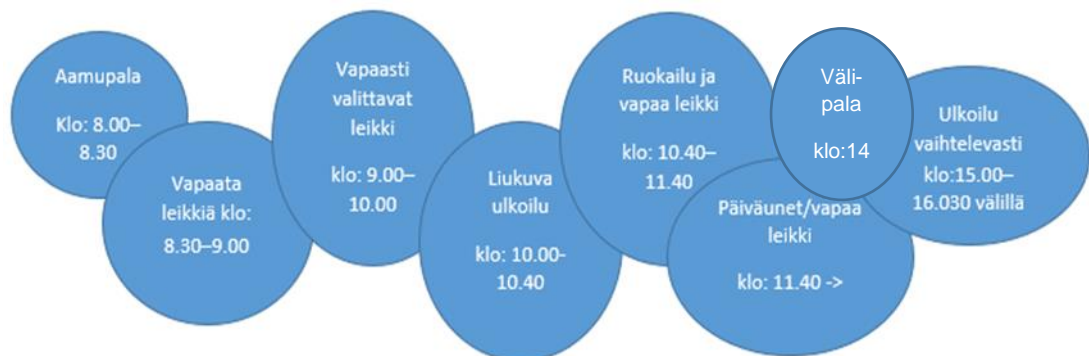 Aamupala
Klo: 8.00–
8.30
Vapaata
leikkiä klo:
8.30–9.00
Vapaasti
valittavat
leikki
klo: 9.00–
10.00
Liukuva
ulkoilu
klo: 10.00-
10.40
Ruokailu ja
vapaa leikki
klo: 10.40–
11.40
Päiväunet/vapaa
leikki
klo: 11.40 ->
Väli-
pala
klo:14
Ulkoilu
vaihtelevasti
klo:15.00–
16.030 välillä